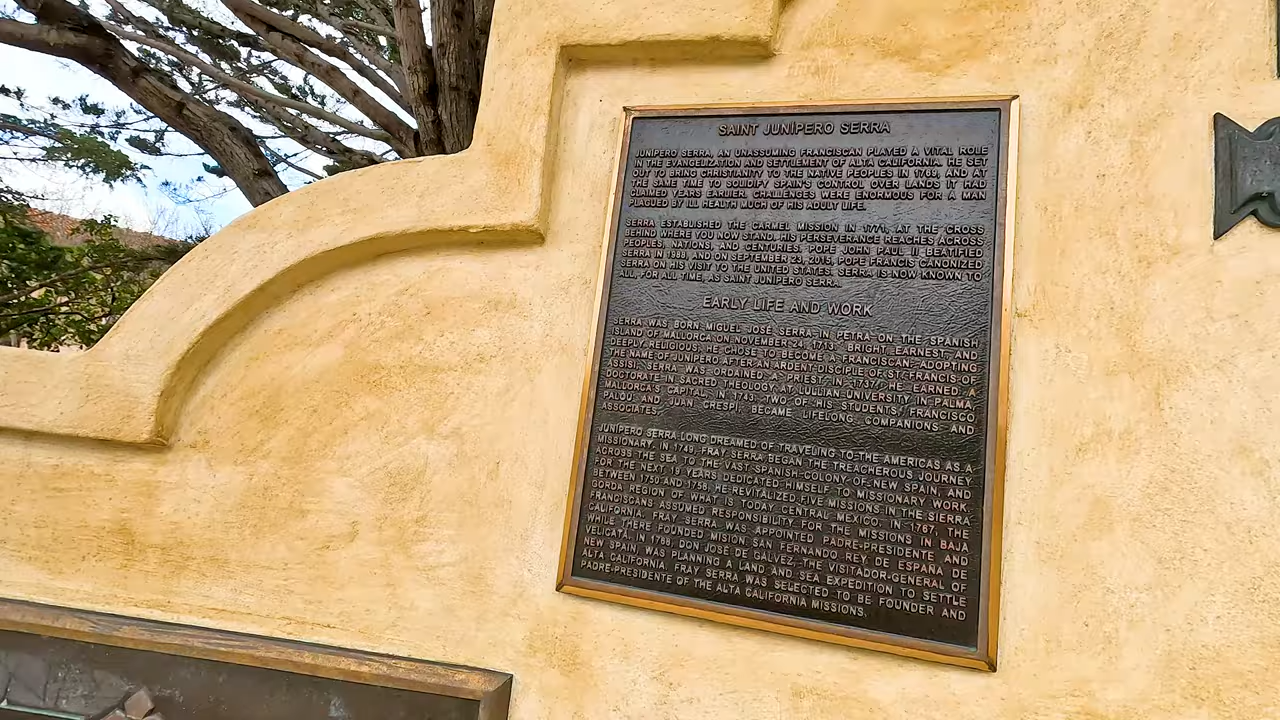 SAINT JUNÍPERO SERRA
JUNÍPERO SERRA, AN UNASSUMING FRANCISCAN PLAYED A VITAL ROLE
IN THE EVANGELIZATION AND SETTLEMENT OF ALTA CALIFORNIA. HE SET
OUT TO BRING CHRISTIANITY TO THE NATIVE PEOPLES IN 1769, AND AT
THE SAME TIME TO SOLIDIFY SPAIN'S CONTROL OVER LANDS IT HAD
CLAIMED YEARS EARLIER. CHALLENGES WERE ENORMOUS FOR A MAN
PLAGUED BY ILL HEALTH MUCH OF HIS ADULT LIFE.
SERRA ESTABLISHED THE CARMEL MISSION IN 1771, AT THE CROSS
BEHIND WHERE YOU NOW STAND. HIS PERSEVERANCE REACHES ACROSS
PEOPLES, NATIONS, AND CENTURIES. POPE JOHN PAUL II BEATIFIED
SERRA IN 1988, AND ON SEPTEMBER 23, 2015, POPE FRANCIS CANONIZED
SERRA ON HIS VISIT TO THE UNITED STATES. SERRA IS NOW KNOWN TO
ALL, FOR ALL TIME, AS SAINT JUNÍPERO SERRA.
EARLY LIFE AND WORK
SERRA WAS BORN MIGUEL JOSÉ SERRA IN PETRA ON THE SPANISH
ISLAND OF MALLORCA ON NOVEMBER 24, 1713. BRIGHT, EARNEST, AND
DEEPLY RELIGIOUS, HE CHOSE TO BECOME A FRANCISCAN, ADOPTING
THE NAME OF JUNÍPERO AFTER AN ARDENT DISCIPLE OF ST. FRANCIS OF
ASSISI. SERRA WAS ORDAINED A PRIEST IN 1737. HE EARNED A
DOCTORATE IN SACRED THEOLOGY AT LULLIAN UNIVERSITY IN PALMA,
MALLORCA'S CAPITAL, IN 1743. TWO OF HIS STUDENTS, FRANCISCO
PALOU AND JUAN CRESPÍ, BECAME LIFELONG COMPANIONS AND
ASSOCIATES.
JUNÍPERO SERRA LONG DREAMED OF TRAVELING TO THE AMERICAS AS A
MISSIONARY. IN 1749, FRAY SERRA BEGAN THE TREACHEROUS JOURNEY
ACROSS THE SEA TO THE VAST SPANISH COLONY OF NEW SPAIN, AND
FOR THE NEXT 19 YEARS DEDICATED HIMSELF TO MISSIONARY WORK.
BETWEEN 1750 AND 1758, HE REVITALIZED FIVE MISSIONS IN THE SIERRA
GORDA REGION OF WHAT IS TODAY CENTRAL MEXICO. IN 1767, THE
FRANCISCANS ASSUMED RESPONSIBILITY FOR THE MISSIONS IN BAJA
CALIFORNIA. FRAY SERRA WAS APPOINTED PADRE-PRESIDENTE AND
WHILE THERE FOUNDED MISION SAN FERNANDO REY DE ESPAÑA DE
VELICATÁ. IN 1768, DON JOSÉ DE GÁLVEZ, THE VISITADOR-GENERAL OF
NEW SPAIN, WAS PLANNING A LAND AND SEA EXPEDITION TO SETTLE
ALTA CALIFORNIA. FRAY SERRA WAS SELECTED TO BE FOUNDER AND
PADRE-PRESIDENTE OF THE ALTA CALIFORNIA MISSIONS.